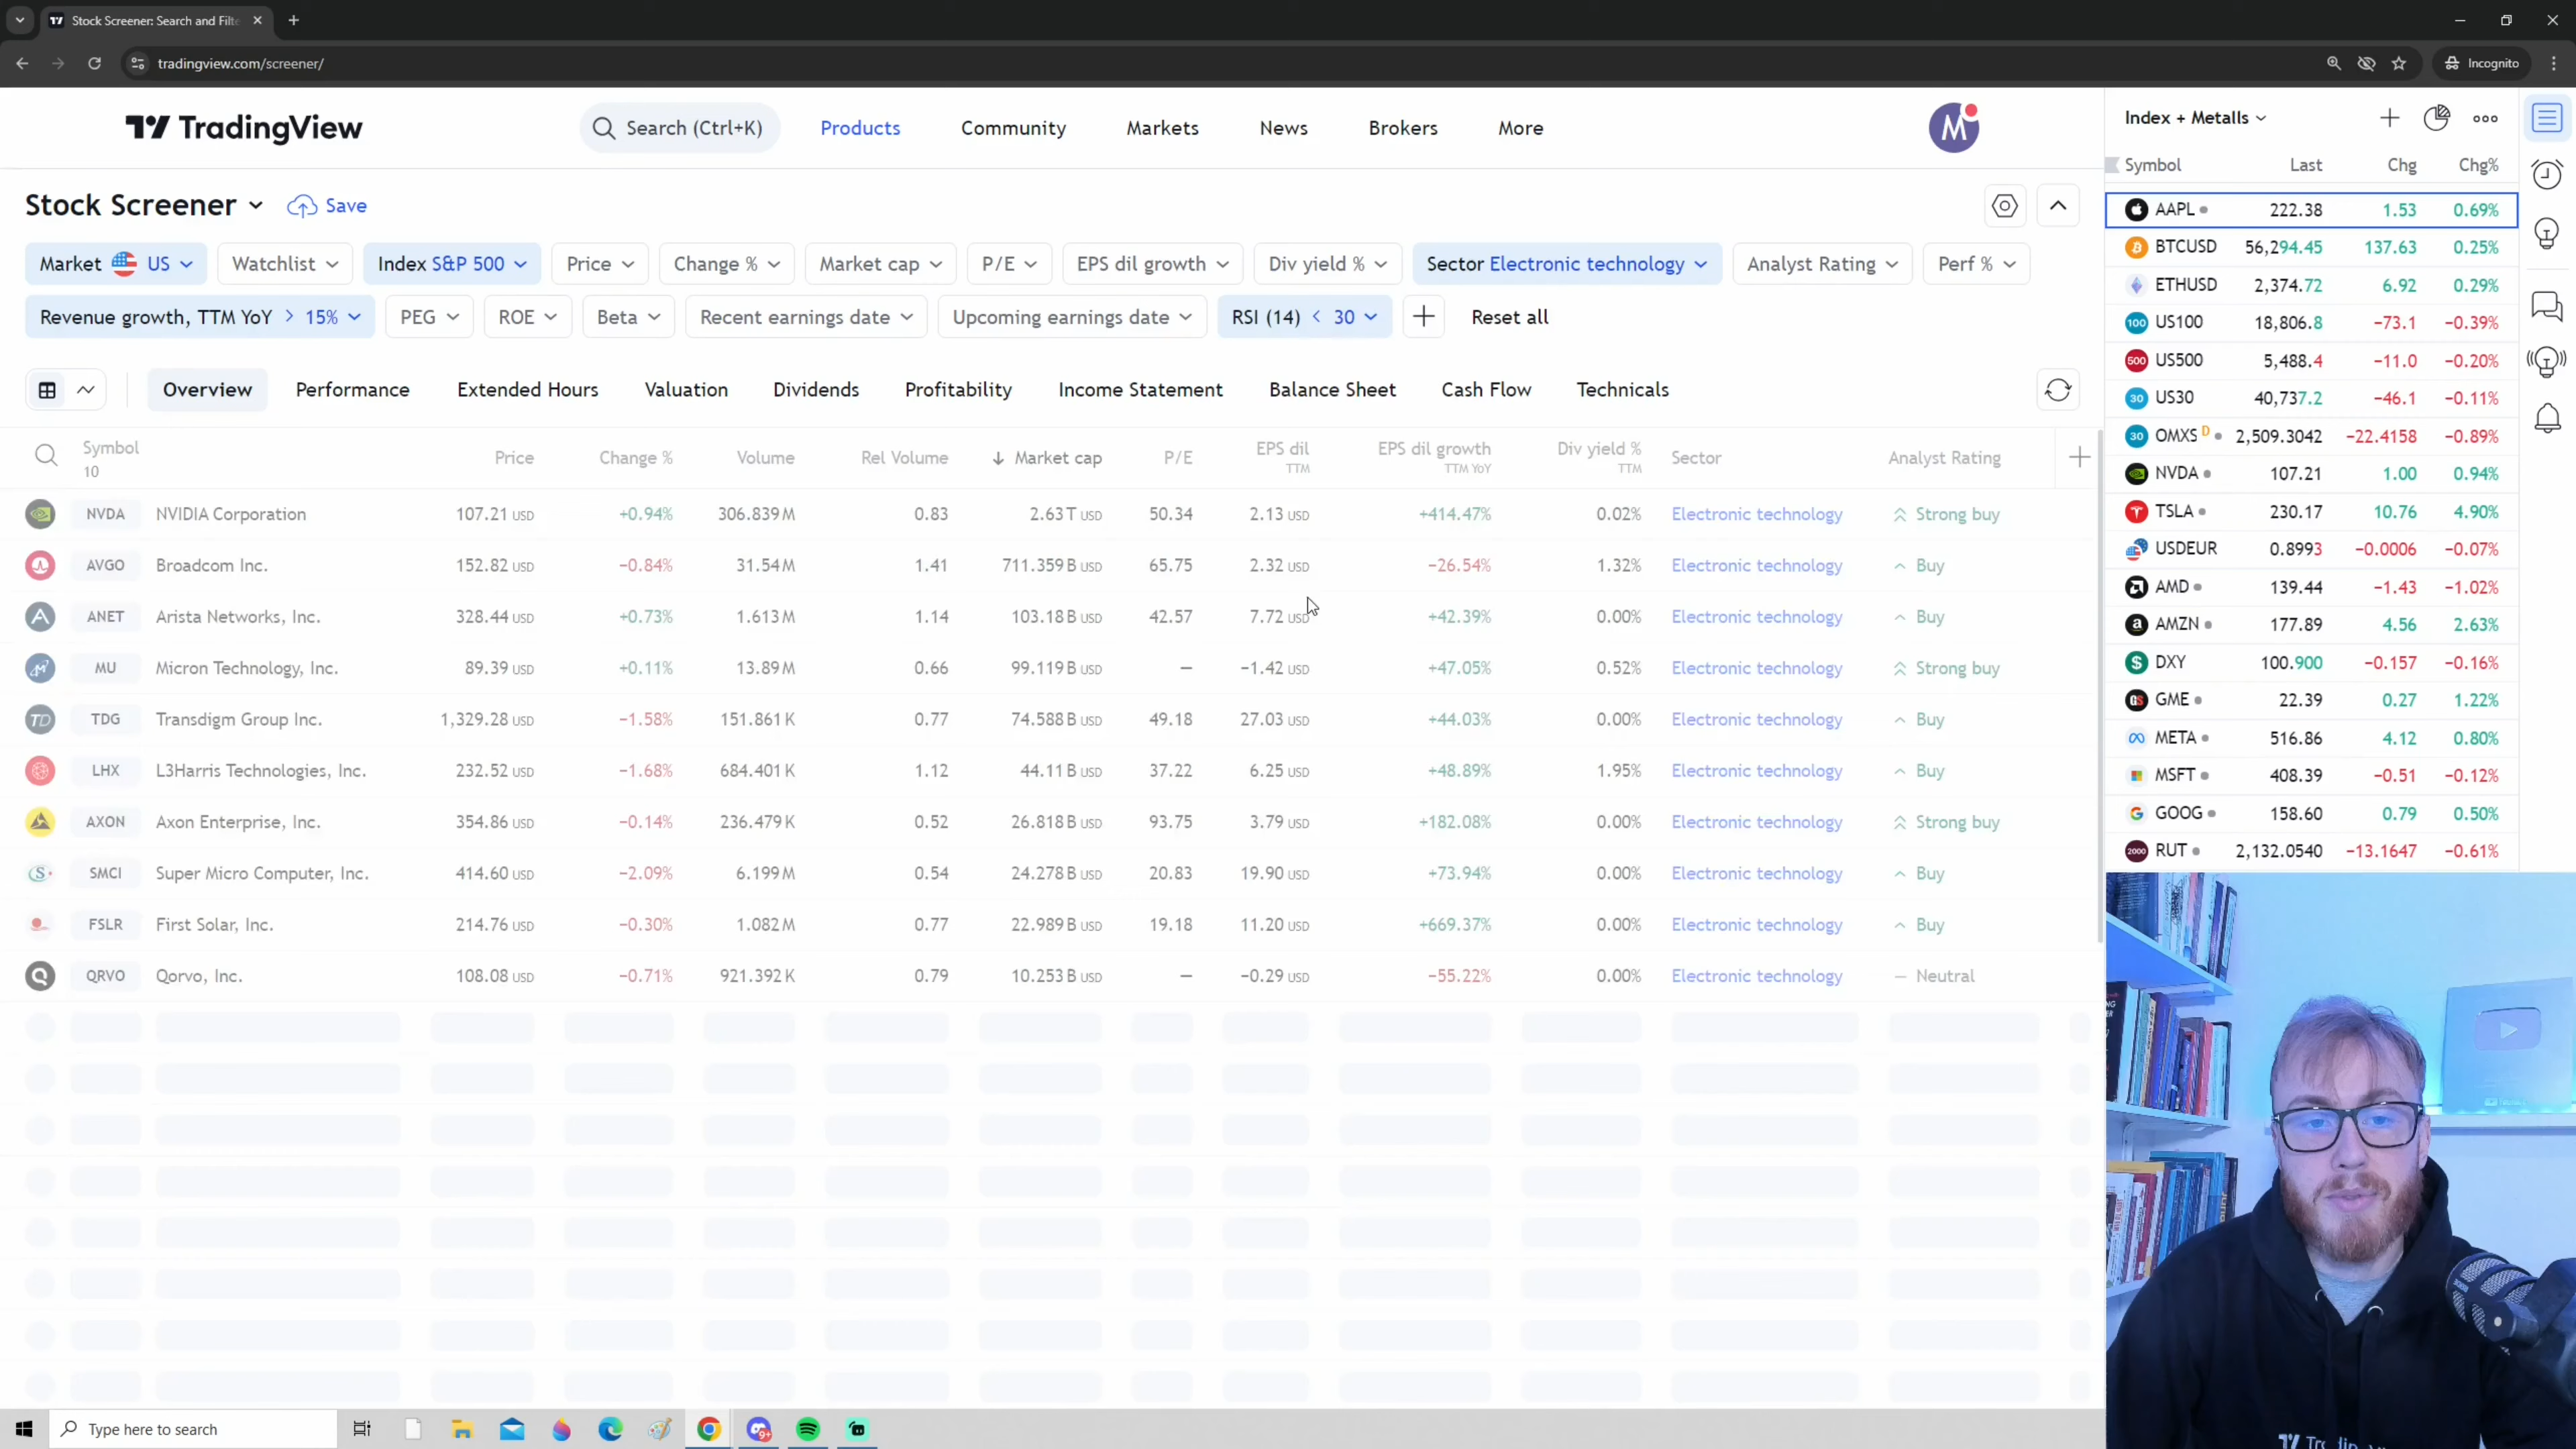 Stock Screener: Search and Filte
tradingview.com/screener/
Incognito
TradingView
Search (Ctrl+K)
Products
Community
Markets
News
Brokers
More
M
Stock Screener
Save
Market US
Watchlist
Index S&P 500
Price
Change %
Market cap
P/E
EPS dil growth
Div yield %
Sector Electronic technology
Analyst Rating
Perf %
Revenue growth, TTM YoY > 15%
PEG
ROE
Beta
Recent earnings date
Upcoming earnings date
RSI (14) < 30
Reset all
Overview
Performance
Extended Hours
Valuation
Dividends
Profitability
Income Statement
Balance Sheet
Cash Flow
Technicals
Symbol 10 Price Change % Volume Rel Volume Market cap P/E EPS dil TTM EPS dil growth TTM YoY Div yield % TTM Sector Analyst Rating
NVDA NVIDIA Corporation 107.21 USD +0.94% 306.839 M 0.83 2.63 T USD 50.34 2.13 USD +414.47% 0.02% Electronic technology Strong buy
AVGO Broadcom Inc. 152.82 USD −0.84% 31.54 M 1.41 711.359 B USD 65.75 2.32 USD −26.54% 1.32% Electronic technology Buy
ANET Arista Networks, Inc. 328.44 USD +0.73% 1.613 M 1.14 103.18 B USD 42.57 7.72 USD +42.39% 0.00% Electronic technology Buy
MU Micron Technology, Inc. 89.39 USD +0.11% 13.89 M 0.66 99.119 B USD — −1.42 USD +47.05% 0.52% Electronic technology Strong buy
TDG Transdigm Group Inc. 1,329.28 USD −1.58% 151.861 K 0.77 74.588 B USD 49.18 27.03 USD +44.03% 0.00% Electronic technology Buy
LHX L3Harris Technologies, Inc. 232.52 USD −1.68% 684.401 K 1.12 44.11 B USD 37.22 6.25 USD +48.89% 1.95% Electronic technology Buy
AXON Axon Enterprise, Inc. 354.86 USD −0.14% 236.479 K 0.52 26.818 B USD 93.75 3.79 USD +182.08% 0.00% Electronic technology Strong buy
SMCI Super Micro Computer, Inc. 414.60 USD −2.09% 6.199 M 0.54 24.278 B USD 20.83 19.90 USD +73.94% 0.00% Electronic technology Buy
FSLR First Solar, Inc. 214.76 USD −0.30% 1.082 M 0.77 22.989 B USD 19.18 11.20 USD +669.37% 0.00% Electronic technology Buy
QRVO Qorvo, Inc. 108.08 USD −0.71% 921.392 K 0.79 10.253 B USD — −0.29 USD −55.22% 0.00% Electronic technology Neutral
Index + Metalls
Symbol Last Chg Chg%
AAPL 222.38 1.53 0.69%
BTCUSD 56,294.45 137.63 0.25%
ETHUSD 2,374.72 6.92 0.29%
100 US100 18,806.8 −73.1 −0.39%
500 US500 5,488.4 −11.0 −0.20%
30 US30 40,737.2 −46.1 −0.11%
30 OMXS D 2,509.3042 −22.4158 −0.89%
NVDA 107.21 1.00 0.94%
TSLA 230.17 10.76 4.90%
USDEUR 0.8993 −0.0006 −0.07%
AMD 139.44 −1.43 −1.02%
AMZN 177.89 4.56 2.63%
DXY 100.900 −0.157 −0.16%
GME 22.39 0.27 1.22%
META 516.86 4.12 0.80%
MSFT 408.39 −0.51 −0.12%
GOOG 158.60 0.79 0.50%
2000 RUT 2,132.0540 −13.1647 −0.61%
Type here to search
9+